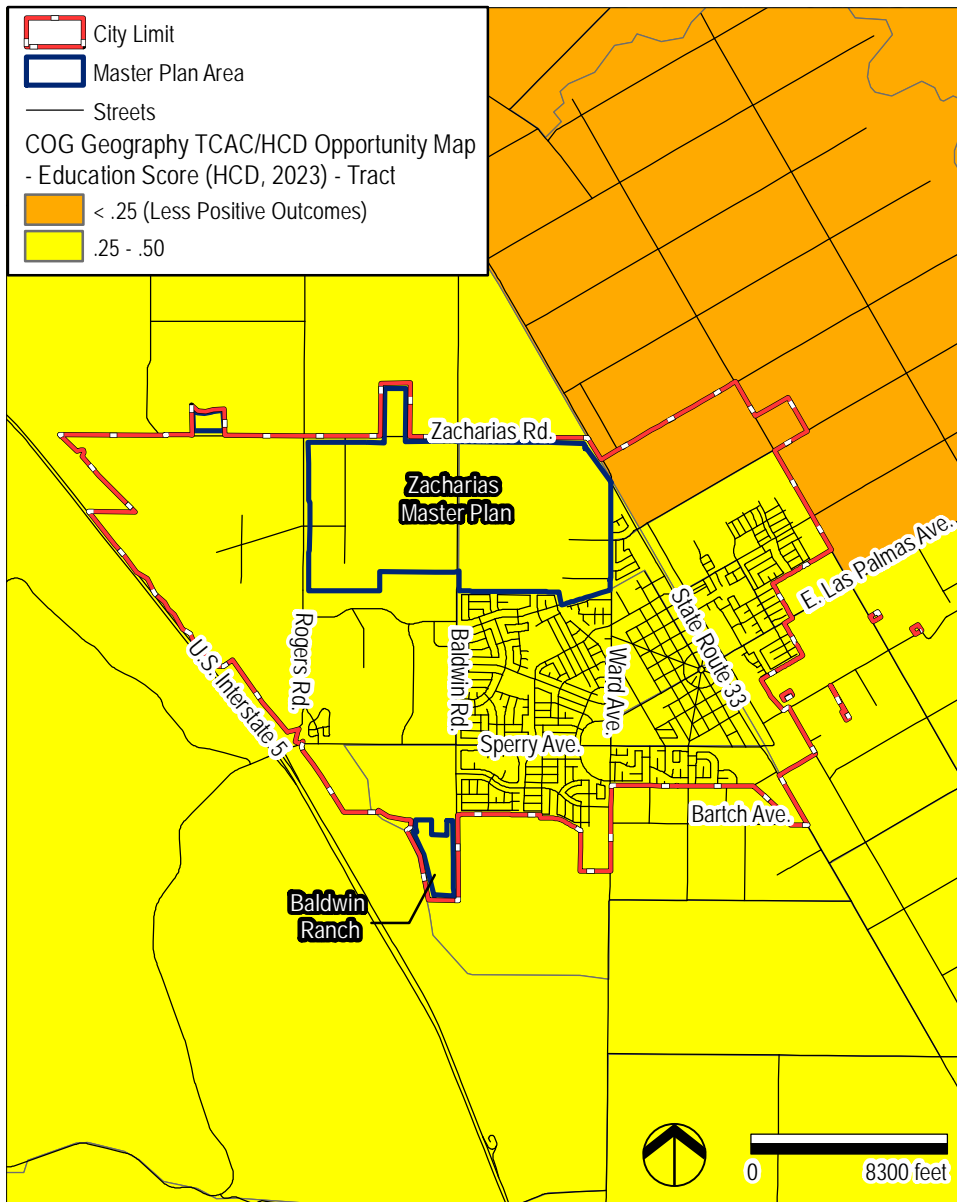 City Limit
Master Plan Area
Streets
COG Geography TCAC/HCD Opportunity Map
- Education Score (HCD, 2023) - Tract
< .25 (Less Positive Outcomes)
.25 - .50
Zacharias Rd.
Zacharias
Master Plan
E. Las Palmas Ave.
State Route 33
Rogers Rd.
Baldwin Rd.
Ward Ave.
U.S. Interstate 5
Sperry Ave.
Bartch Ave.
Baldwin
Ranch
0 8300 feet